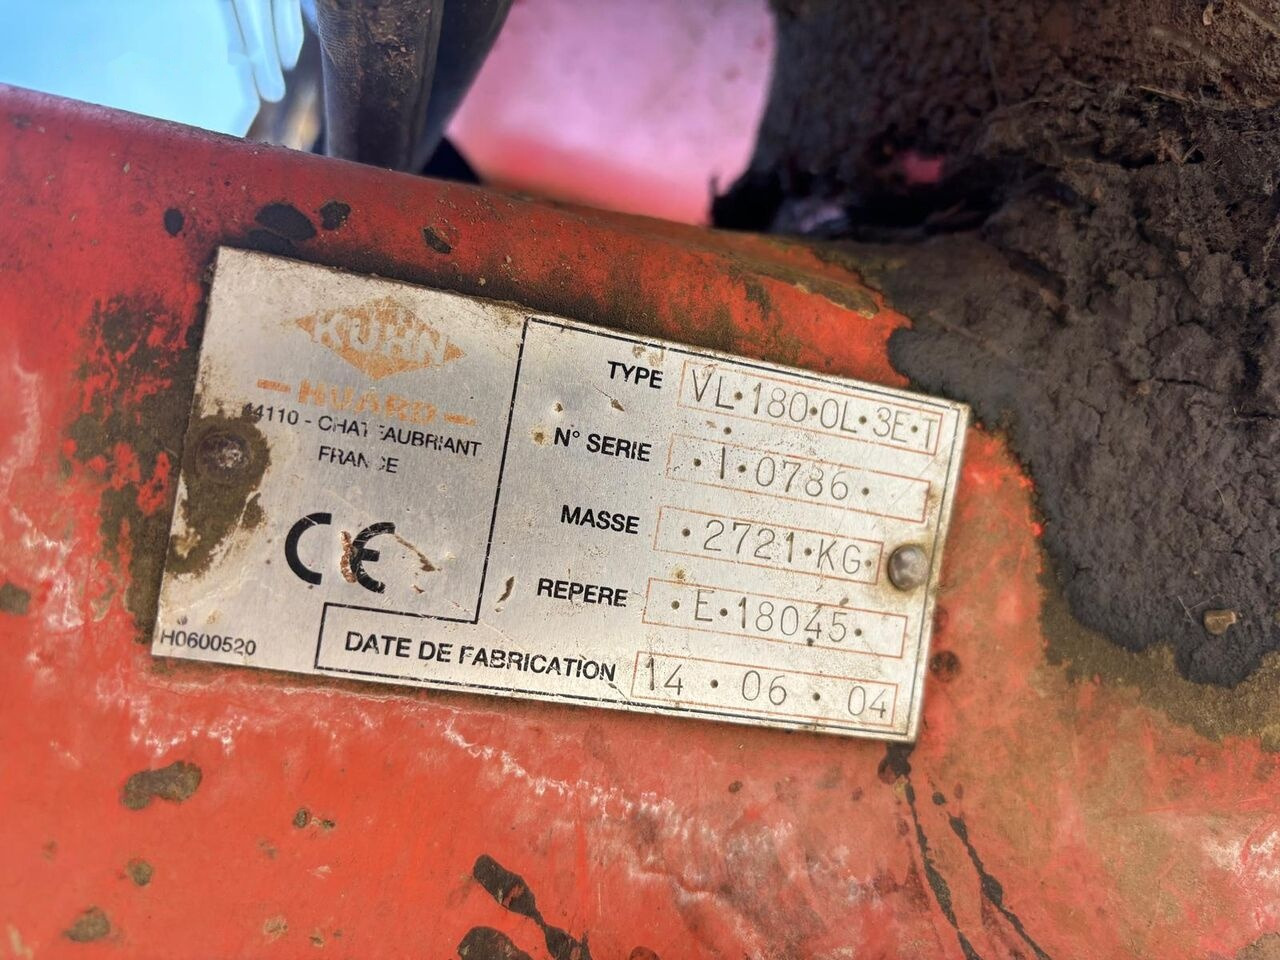 KUHN
- HUARD -
44110 - CHATEAUBRIANT
FRANCE
CE
H0600520
TYPE VL·180·OL·3E·T
N° SERIE ·I·0786·
MASSE ·2721·KG·
REPERE ·E·18045·
DATE DE FABRICATION 14·06·04